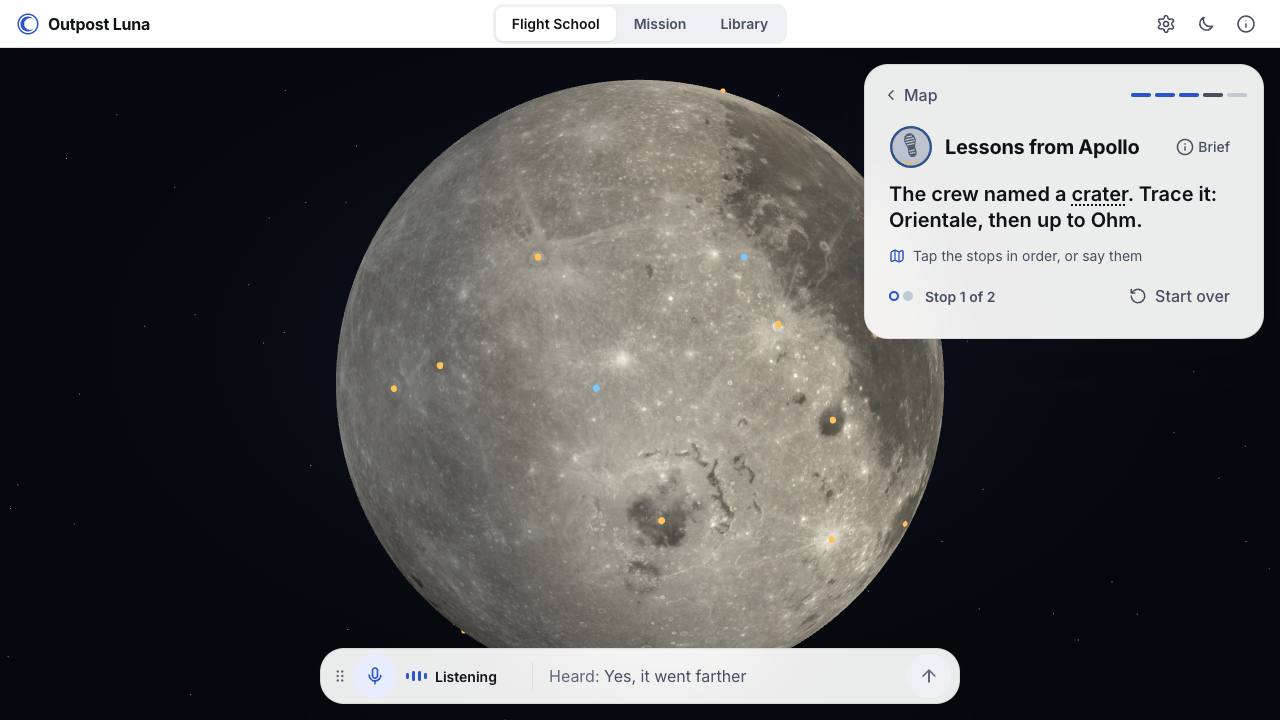 Outpost Luna
Flight School
Mission
Library
Map
Lessons from Apollo
Brief
The crew named a crater. Trace it:
Orientale, then up to Ohm.
Tap the stops in order, or say them
Stop 1 of 2
Start over
Listening
Heard: Yes, it went farther